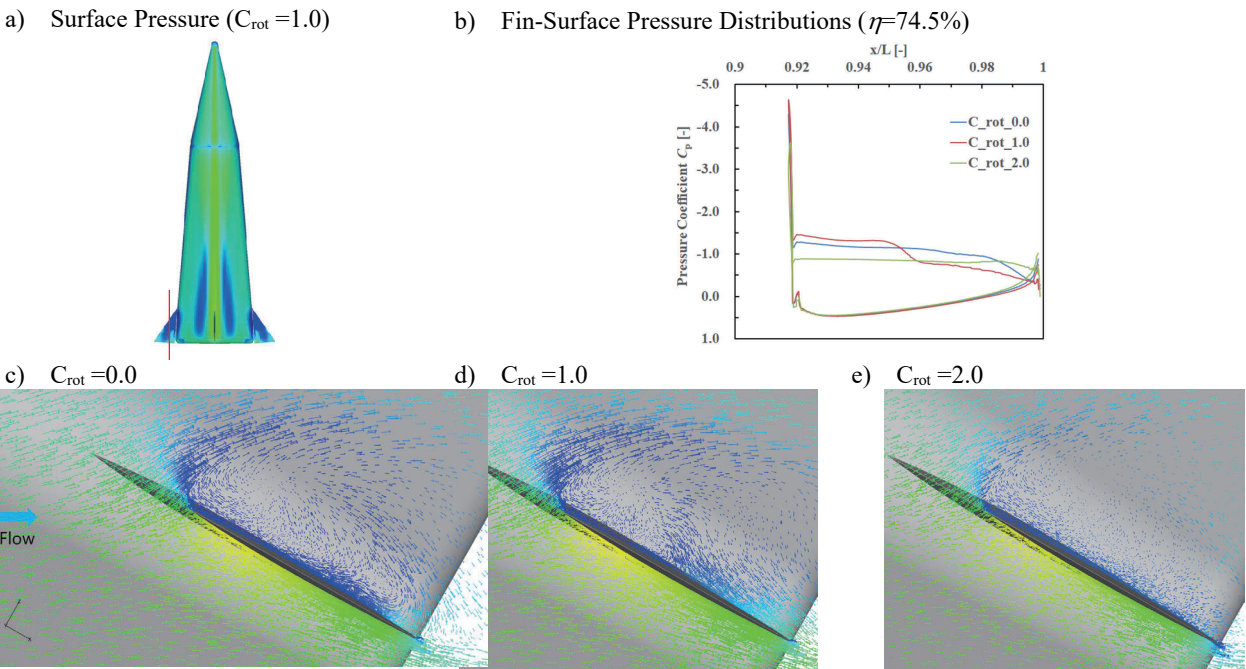 a) Surface Pressure (Crot =1.0)
b) Fin-Surface Pressure Distributions (η=74.5%)
x/L [-]
0.9 0.92 0.94 0.96 0.98 1
-5.0
-4.0
-3.0
-2.0
-1.0
0.0
1.0
Pressure Coefficient Cp [-]
C_rot_0.0
C_rot_1.0
C_rot_2.0
c) Crot =0.0
d) Crot =1.0
e) Crot =2.0
Flow